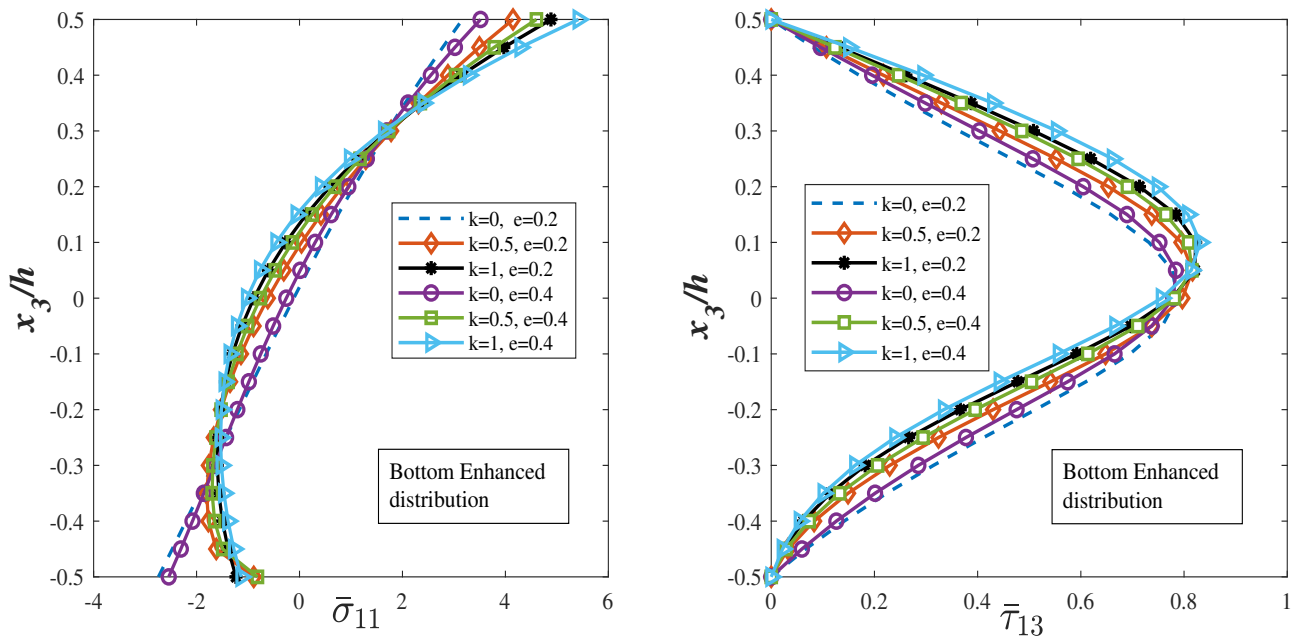 0.5
0.4
0.3
0.2
0.1
0
-0.1
-0.2
-0.3
-0.4
-0.5
x3/h
-4
-2
0
2
4
6
σ̄11
k=0, e=0.2
k=0.5, e=0.2
k=1, e=0.2
k=0, e=0.4
k=0.5, e=0.4
k=1, e=0.4
Bottom Enhanced
distribution
0.5
0.4
0.3
0.2
0.1
0
-0.1
-0.2
-0.3
-0.4
-0.5
x3/h
0
0.2
0.4
0.6
0.8
1
τ̄13
k=0, e=0.2
k=0.5, e=0.2
k=1, e=0.2
k=0, e=0.4
k=0.5, e=0.4
k=1, e=0.4
Bottom Enhanced
distribution